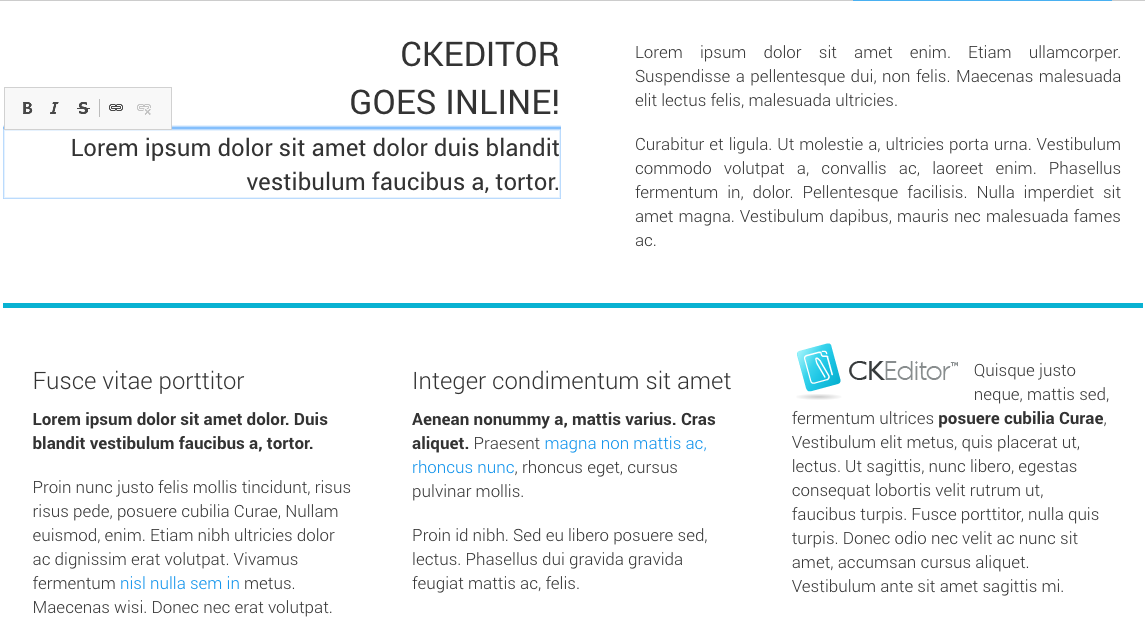 CKEDITOR
GOES INLINE!
B I S
Lorem ipsum dolor sit amet dolor duis blandit
vestibulum faucibus a, tortor.
Lorem ipsum dolor sit amet enim. Etiam ullamcorper.
Suspendisse a pellentesque dui, non felis. Maecenas malesuada
elit lectus felis, malesuada ultricies.
Curabitur et ligula. Ut molestie a, ultricies porta urna. Vestibulum
commodo volutpat a, convallis ac, laoreet enim. Phasellus
fermentum in, dolor. Pellentesque facilisis. Nulla imperdiet sit
amet magna. Vestibulum dapibus, mauris nec malesuada fames
ac.
Fusce vitae porttitor
Lorem ipsum dolor sit amet dolor. Duis
blandit vestibulum faucibus a, tortor.
Proin nunc justo felis mollis tincidunt, risus
risus pede, posuere cubilia Curae, Nullam
euismod, enim. Etiam nibh ultricies dolor
ac dignissim erat volutpat. Vivamus
fermentum nisl nulla sem in metus.
Maecenas wisi. Donec nec erat volutpat.
Integer condimentum sit amet
Aenean nonummy a, mattis varius. Cras
aliquet. Praesent magna non mattis ac,
rhoncus nunc, rhoncus eget, cursus
pulvinar mollis.
Proin id nibh. Sed eu libero posuere sed,
lectus. Phasellus dui gravida gravida
feugiat mattis ac, felis.
CKEditor™
Quisque justo
neque, mattis sed,
fermentum ultrices posuere cubilia Curae,
Vestibulum elit metus, quis placerat ut,
lectus. Ut sagittis, nunc libero, egestas
consequat lobortis velit rutrum ut,
faucibus turpis. Fusce porttitor, nulla quis
turpis. Donec odio nec velit ac nunc sit
amet, accumsan cursus aliquet.
Vestibulum ante sit amet sagittis mi.